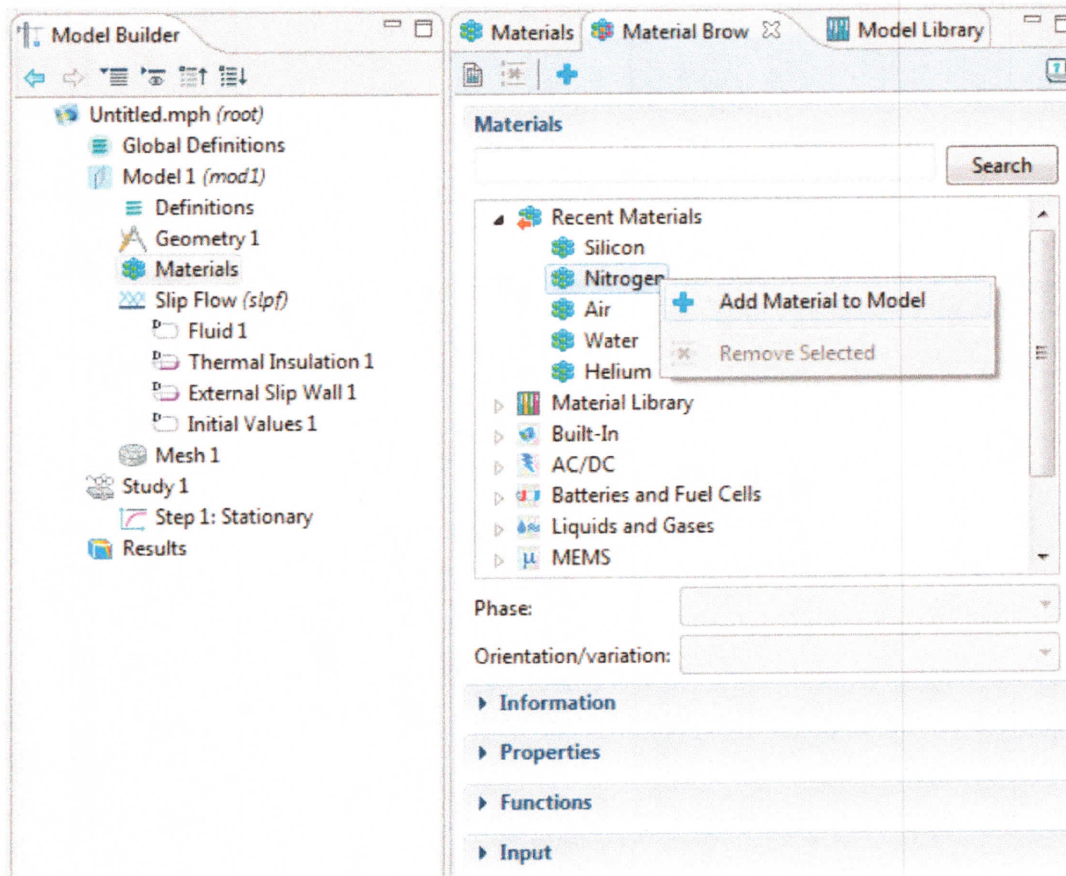 Model Builder
Untitled.mph (root)
Global Definitions
Model 1 (mod1)
Definitions
Geometry 1
Materials
Slip Flow (slpf)
Fluid 1
Thermal Insulation 1
External Slip Wall 1
Initial Values 1
Mesh 1
Study 1
Step 1: Stationary
Results
Materials
Material Brow
Model Library
Materials
Search
Recent Materials
Silicon
Nitrogen
Air
Water
Helium
Add Material to Model
Remove Selected
Material Library
Built-In
AC/DC
Batteries and Fuel Cells
Liquids and Gases
MEMS
Phase:
Orientation/variation:
Information
Properties
Functions
Input